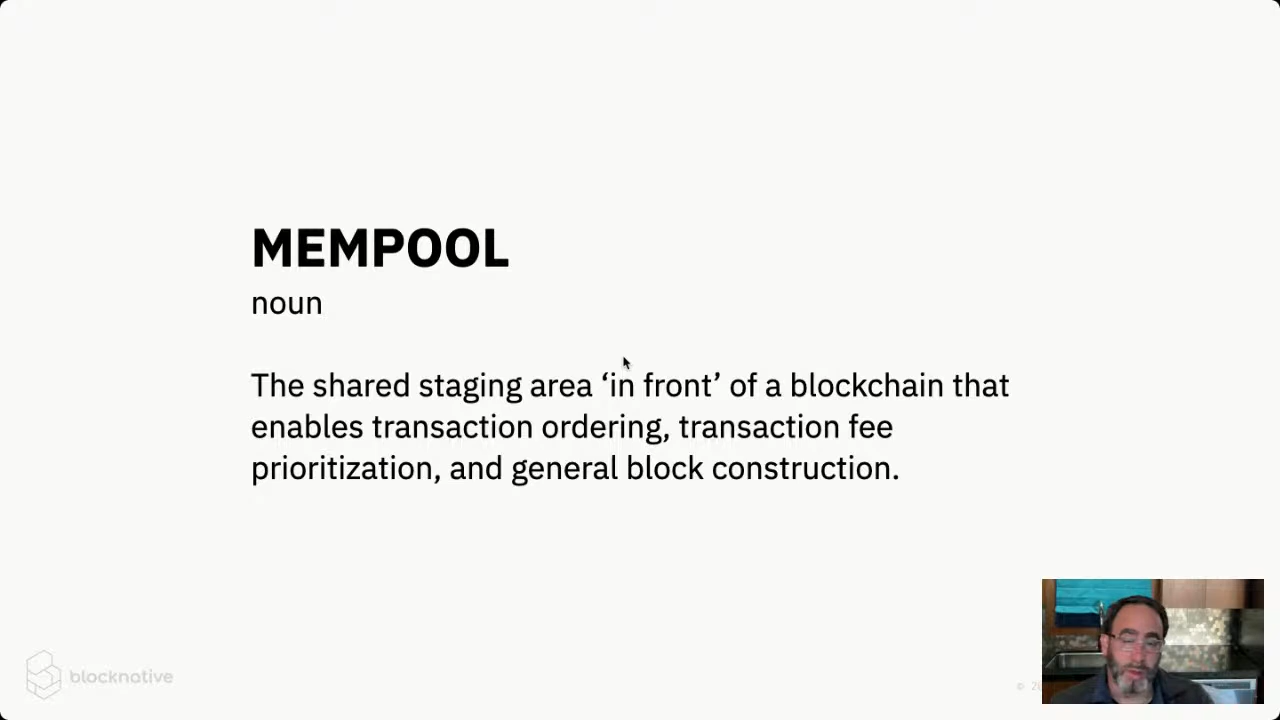 MEMPOOL
noun
The shared staging area ‘in front’ of a blockchain that
enables transaction ordering, transaction fee
prioritization, and general block construction.
blocknative
©